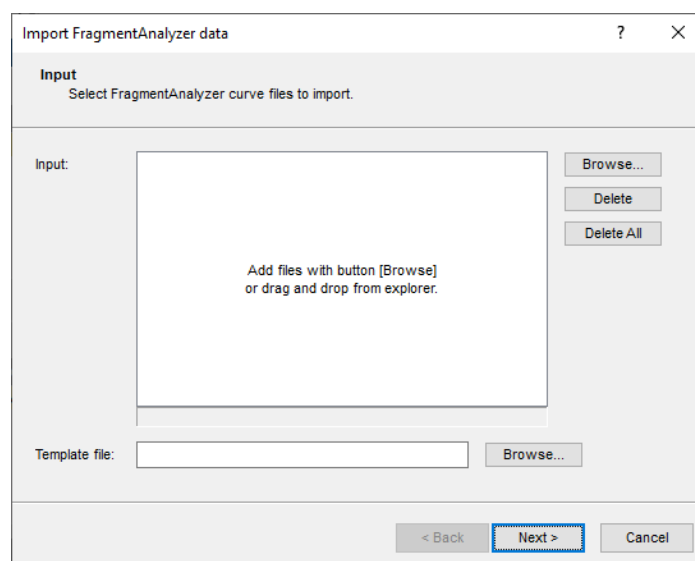 Import FragmentAnalyzer data ?
Input
Select FragmentAnalyzer curve files to import.
Input:
Browse...
Delete
Delete All
Add files with button [Browse]
or drag and drop from explorer.
Template file:
Browse...
< Back Next > Cancel